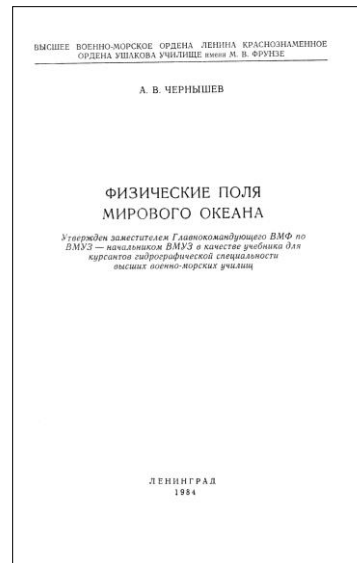 ВЫСШЕЕ ВОЕННО-МОРСКОЕ ОРДЕНА ЛЕНИНА КРАСНОЗНАМЕННОЕ
ОРДЕНА УШАКОВА УЧИЛИЩЕ имени М. В. ФРУНЗЕ
А. В. ЧЕРНЫШЕВ
ФИЗИЧЕСКИЕ ПОЛЯ
МИРОВОГО ОКЕАНА
Утвержден заместителем Главнокомандующего ВМФ по
ВМУЗ — начальником ВМУЗ в качестве учебника для
курсантов гидрографической специальности
высших военно-морских училищ
ЛЕНИНГРАД
1984